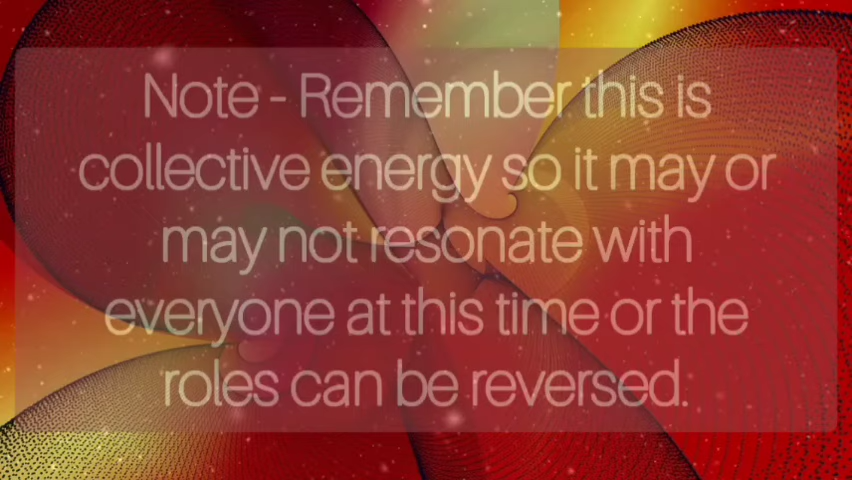 Note - Remember this is
collective energy so it may or
may not resonate with
everyone at this time or the
roles can be reversed.